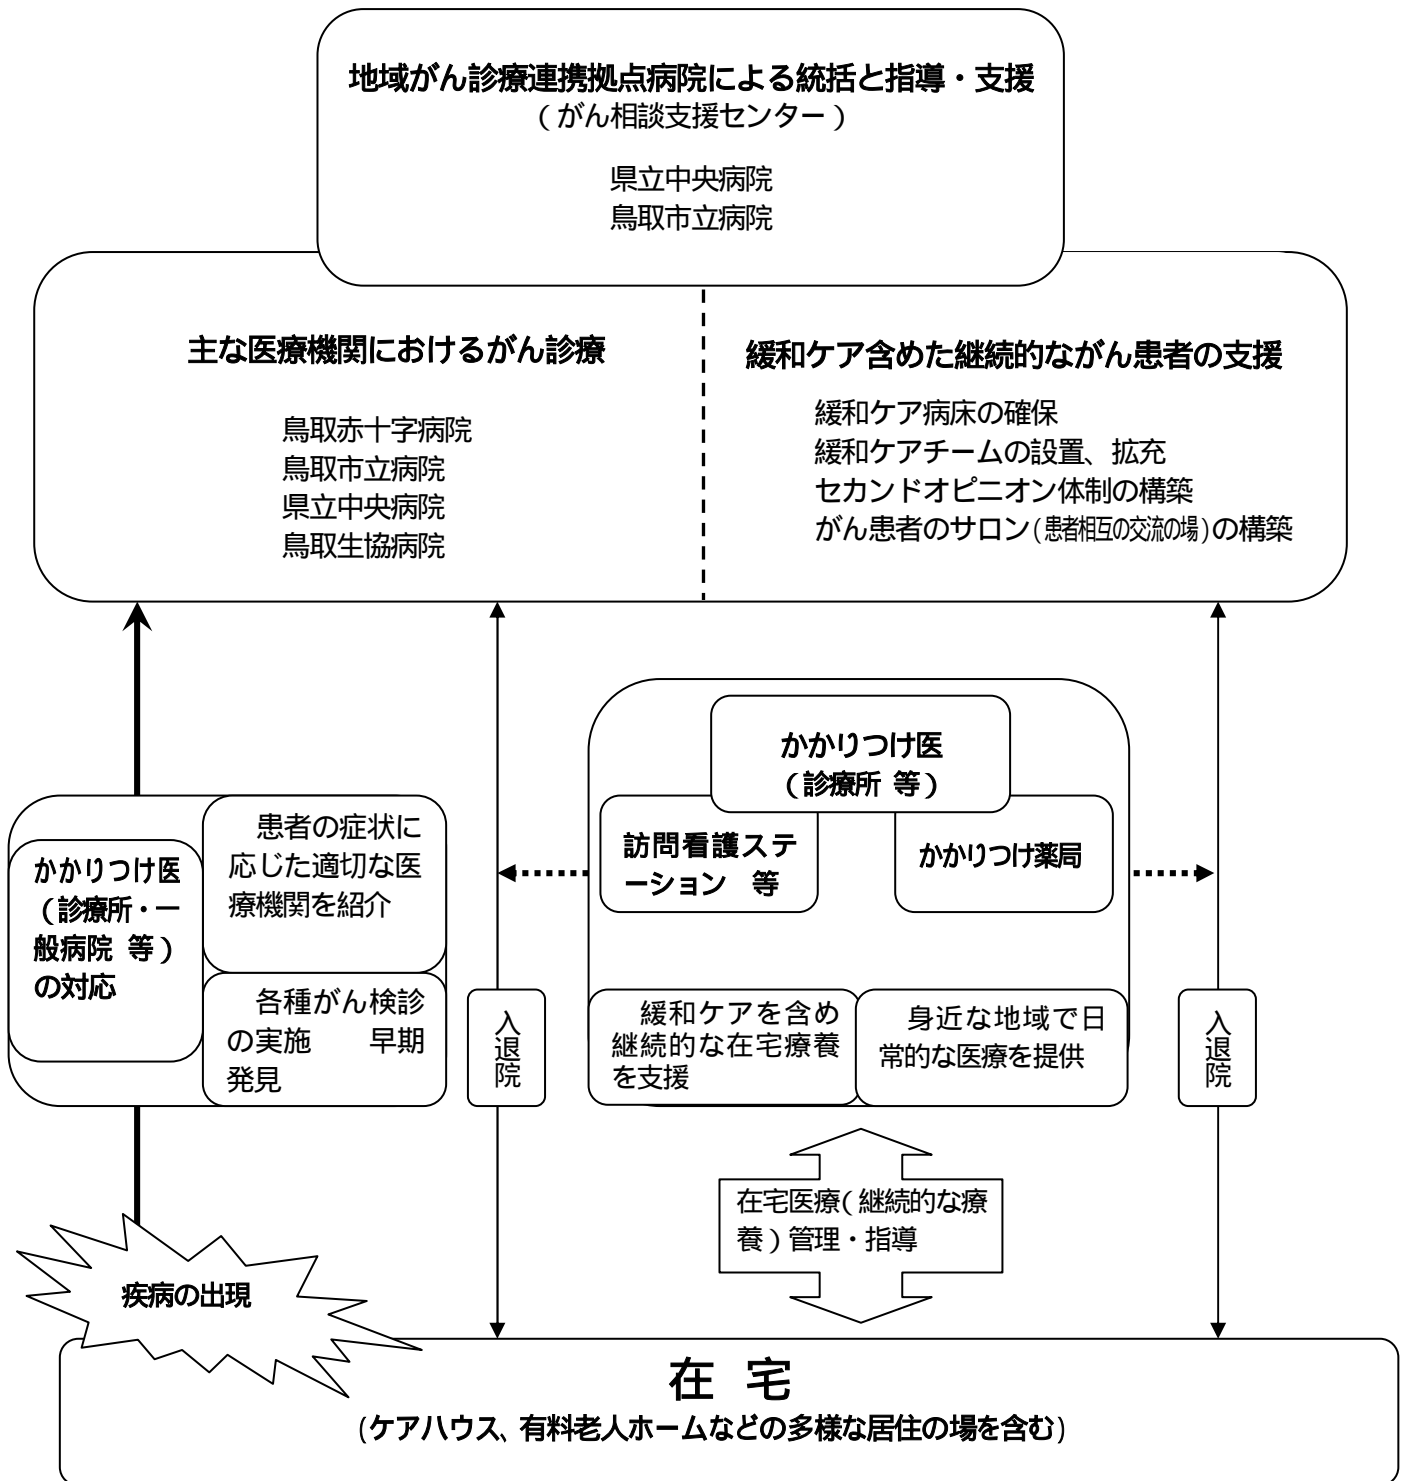 地域がん診療連携拠点病院による統括と指導・支援
（がん相談支援センター）
県立中央病院
鳥取市立病院
主な医療機関におけるがん診療
鳥取赤十字病院
鳥取市立病院
県立中央病院
鳥取生協病院
緩和ケア含めた継続的ながん患者の支援
緩和ケア病床の確保
緩和ケアチームの設置、拡充
セカンドオピニオン体制の構築
がん患者のサロン（患者相互の交流の場）の構築
かかりつけ医
（診療所・一
般病院 等）
の対応
患者の症状に
応じた適切な医
療機関を紹介
各種がん検診
の実施　早期
発見
入退院
かかりつけ医
（診療所 等）
訪問看護ステ
ーション 等
かかりつけ薬局
緩和ケアを含め
継続的な在宅療養
を支援
身近な地域で日
常的な医療を提供
入退院
在宅医療（継続的な療
養）管理・指導
疾病の出現
在 宅
（ケアハウス、有料老人ホームなどの多様な居住の場を含む）